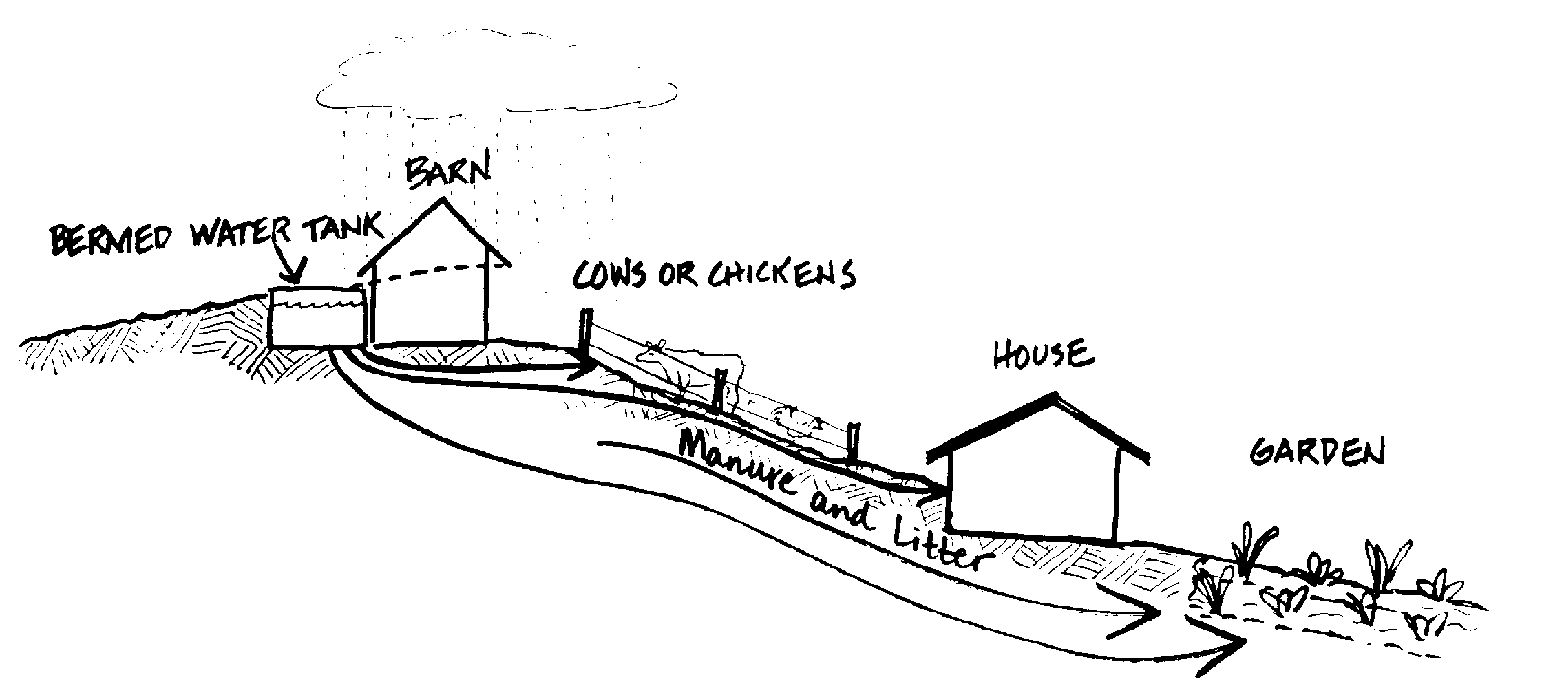 BARN
BERMED WATER TANK
COWS OR CHICKENS
HOUSE
GARDEN
Manure and Litter